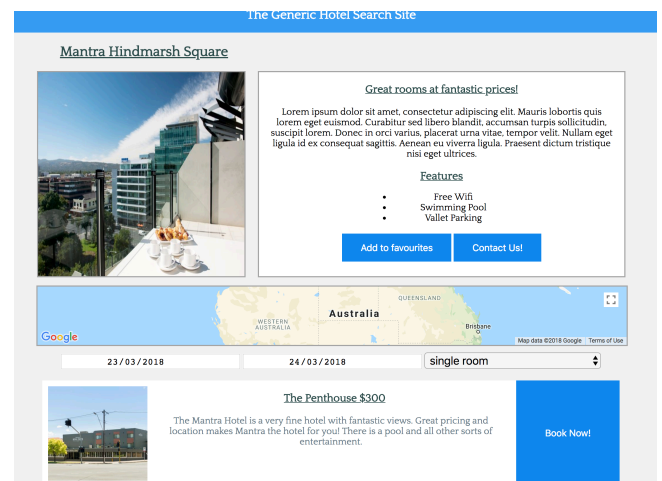 The Generic Hotel Search Site
Mantra Hindmarsh Square
Great rooms at fantastic prices!
Lorem ipsum dolor sit amet, consectetur adipiscing elit. Mauris lobortis quis
lorem eget euismod. Curabitur sed libero blandit, accumsan turpis sollicitudin,
suscipit lorem. Donec in orci varius, placerat urna vitae, tempor velit. Nullam eget
ligula id ex consequat sagittis. Aenean eu viverra ligula. Praesent dictum tristique
nisi eget ultrices.
Features
Free Wifi
Swimming Pool
Vallet Parking
Add to favourites
Contact Us!
QUEENSLAND
Australia
WESTERN
AUSTRALIA
Brisbane
Google
Map data ©2018 Google
Terms of Use
23/03/2018
24/03/2018
single room
The Penthouse $300
The Mantra Hotel is a very fine hotel with fantastic views. Great pricing and
location makes Mantra the hotel for you! There is a pool and all other sorts of
entertainment.
Book Now!